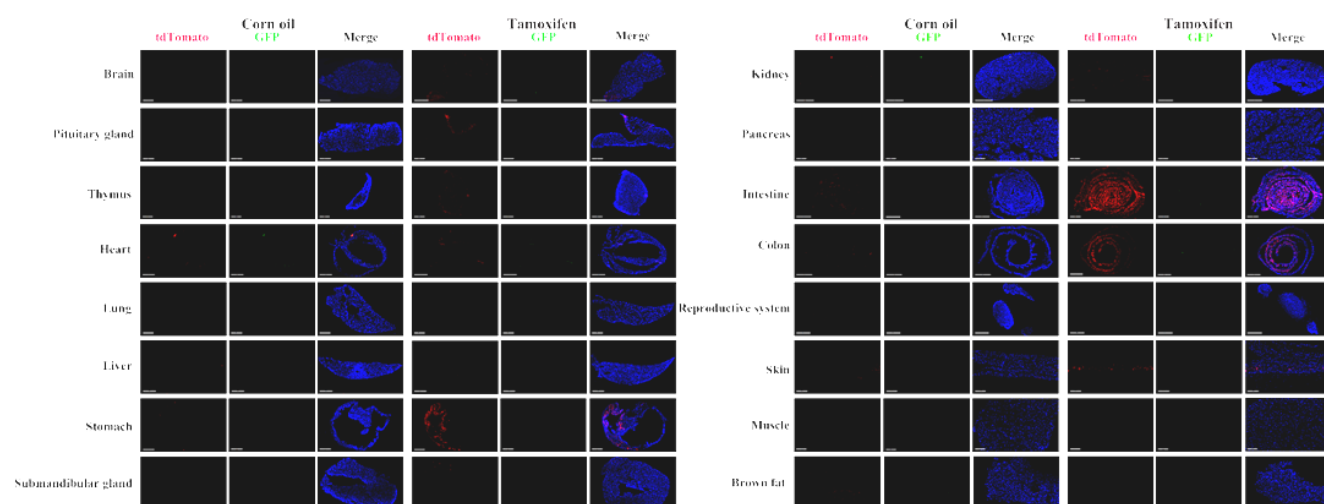 Corn oil Tamoxifen
tdTomato GFP Merge tdTomato GFP Merge
Brain
Pituitary gland
Thymus
Heart
Lung
Liver
Stomach
Submandibular gland
Corn oil Tamoxifen
tdTomato GFP Merge tdTomato GFP Merge
Kidney
Pancreas
Intestine
Colon
Reproductive system
Skin
Muscle
Brown fat